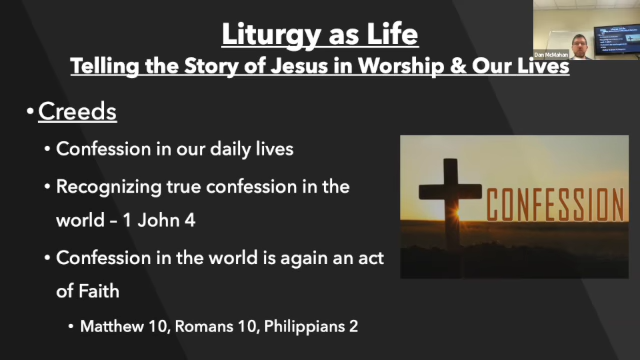 Liturgy as Life
Telling the Story of Jesus in Worship & Our Lives
Dan McMahan
• Creeds
• Confession in our daily lives
• Recognizing true confession in the
world – 1 John 4
• Confession in the world is again an act
of Faith
• Matthew 10, Romans 10, Philippians 2
CONFESSION